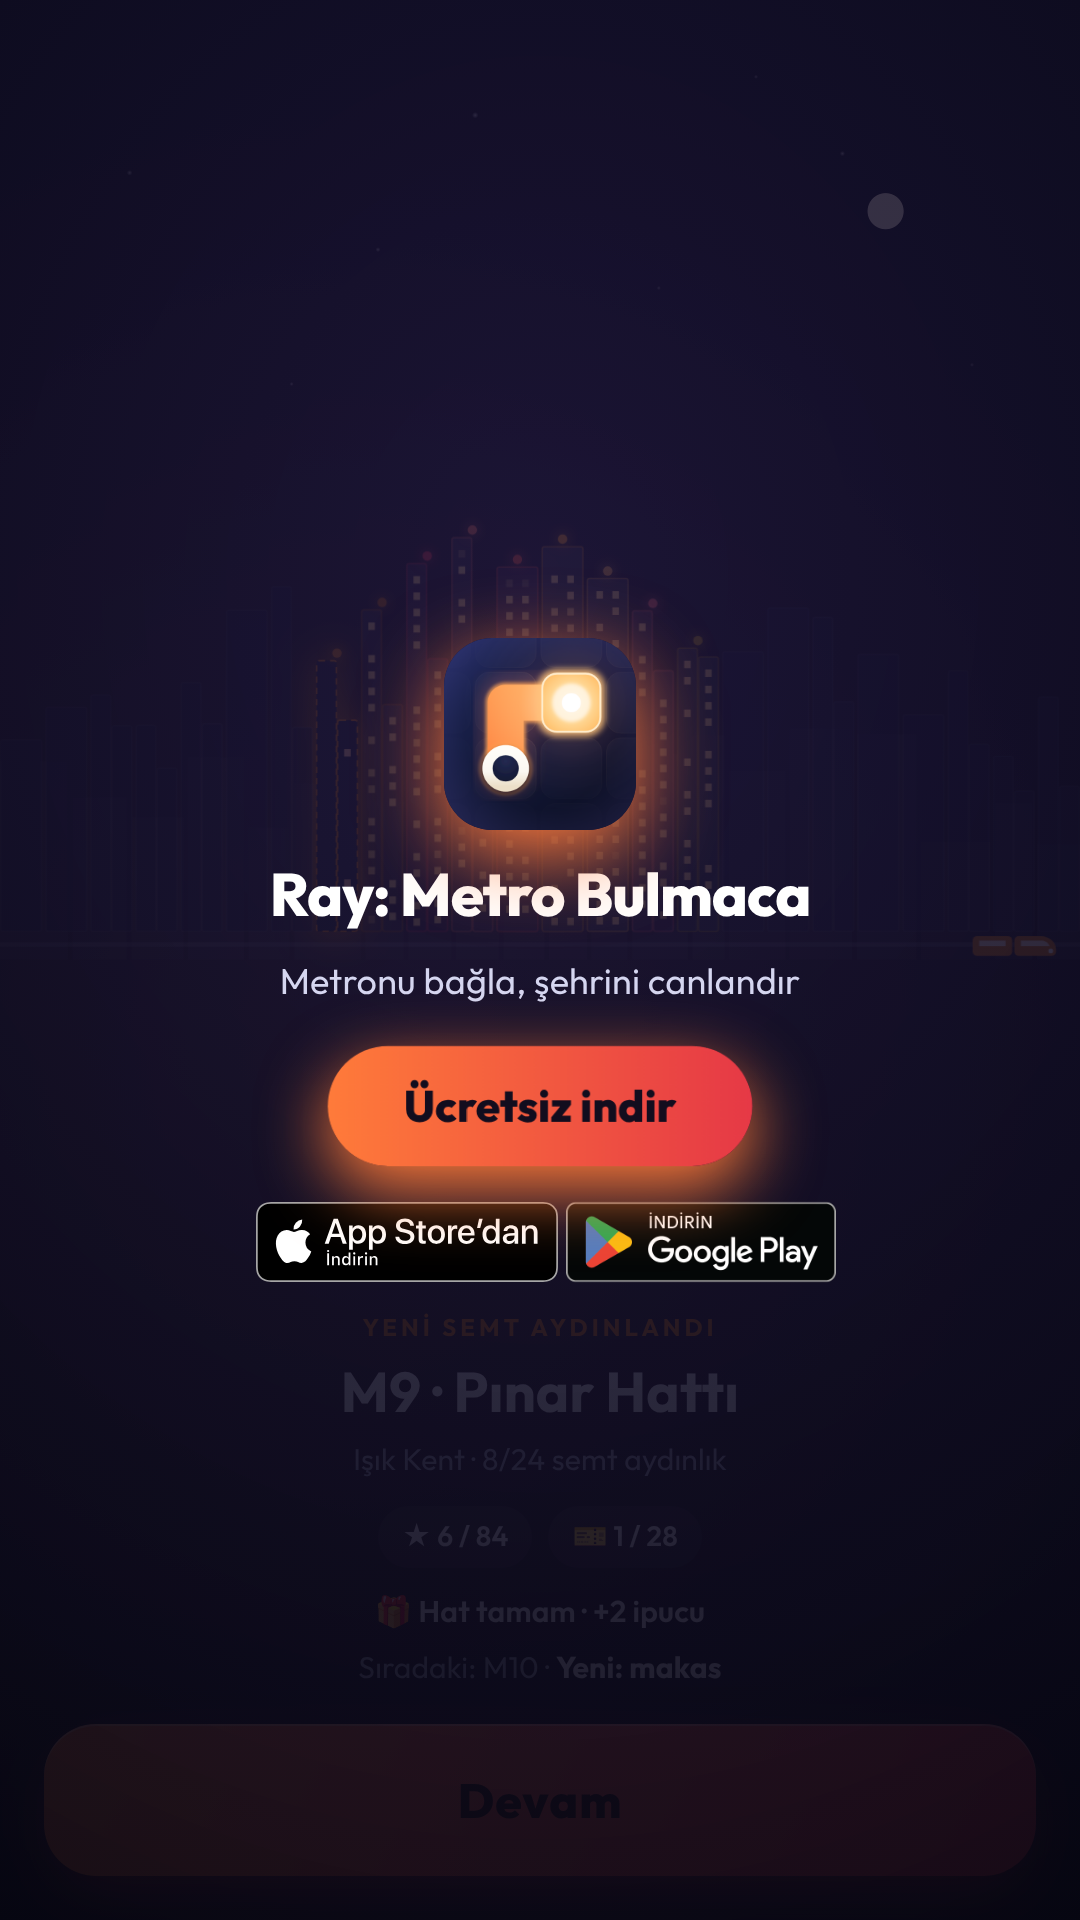 Ray: Metro Bulmaca
Metronu bağla, şehrini canlandır
Ücretsiz indir
App Store’dan
İndirin
İNDİRİN
Google Play
YENİ SEMT AYDINLANDI
M9 · Pınar Hattı
Işık Kent · 8/24 semt aydınlık
★ 6 / 84
🎫 1 / 28
🎁 Hat tamam · +2 ipucu
Sıradaki: M10 · Yeni: makas
Devam